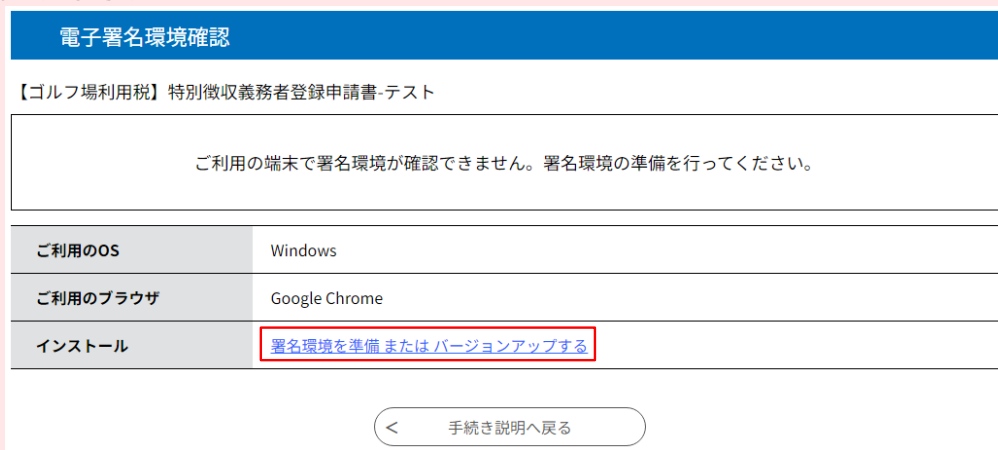 電子署名環境確認
【ゴルフ場利用税】特別徴収義務者登録申請書-テスト
ご利用の端末で署名環境が確認できません。署名環境の準備を行ってください。
ご利用のOS Windows
ご利用のブラウザ Google Chrome
インストール 署名環境を準備 または バージョンアップする
< 手続き説明へ戻る